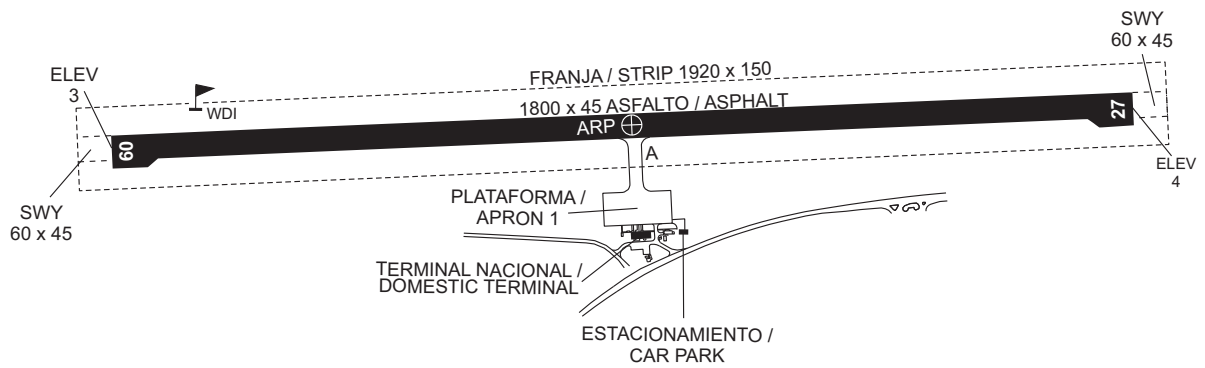 SWY
60 x 45
ELEV
3
FRANJA / STRIP 1920 x 150
WDI
1800 x 45 ASFALTO / ASPHALT
27
ARP
09
A
ELEV
4
PLATAFORMA /
APRON 1
SWY
60 x 45
TERMINAL NACIONAL /
DOMESTIC TERMINAL
ESTACIONAMIENTO /
CAR PARK